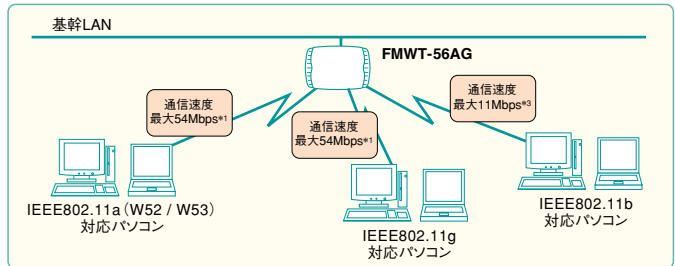 基幹LAN
FMWT-56AG
通信速度
最大54Mbps*1
通信速度
最大54Mbps*1
通信速度
最大11Mbps*3
IEEE802.11a（W52 / W53）
対応パソコン
IEEE802.11g
対応パソコン
IEEE802.11b
対応パソコン